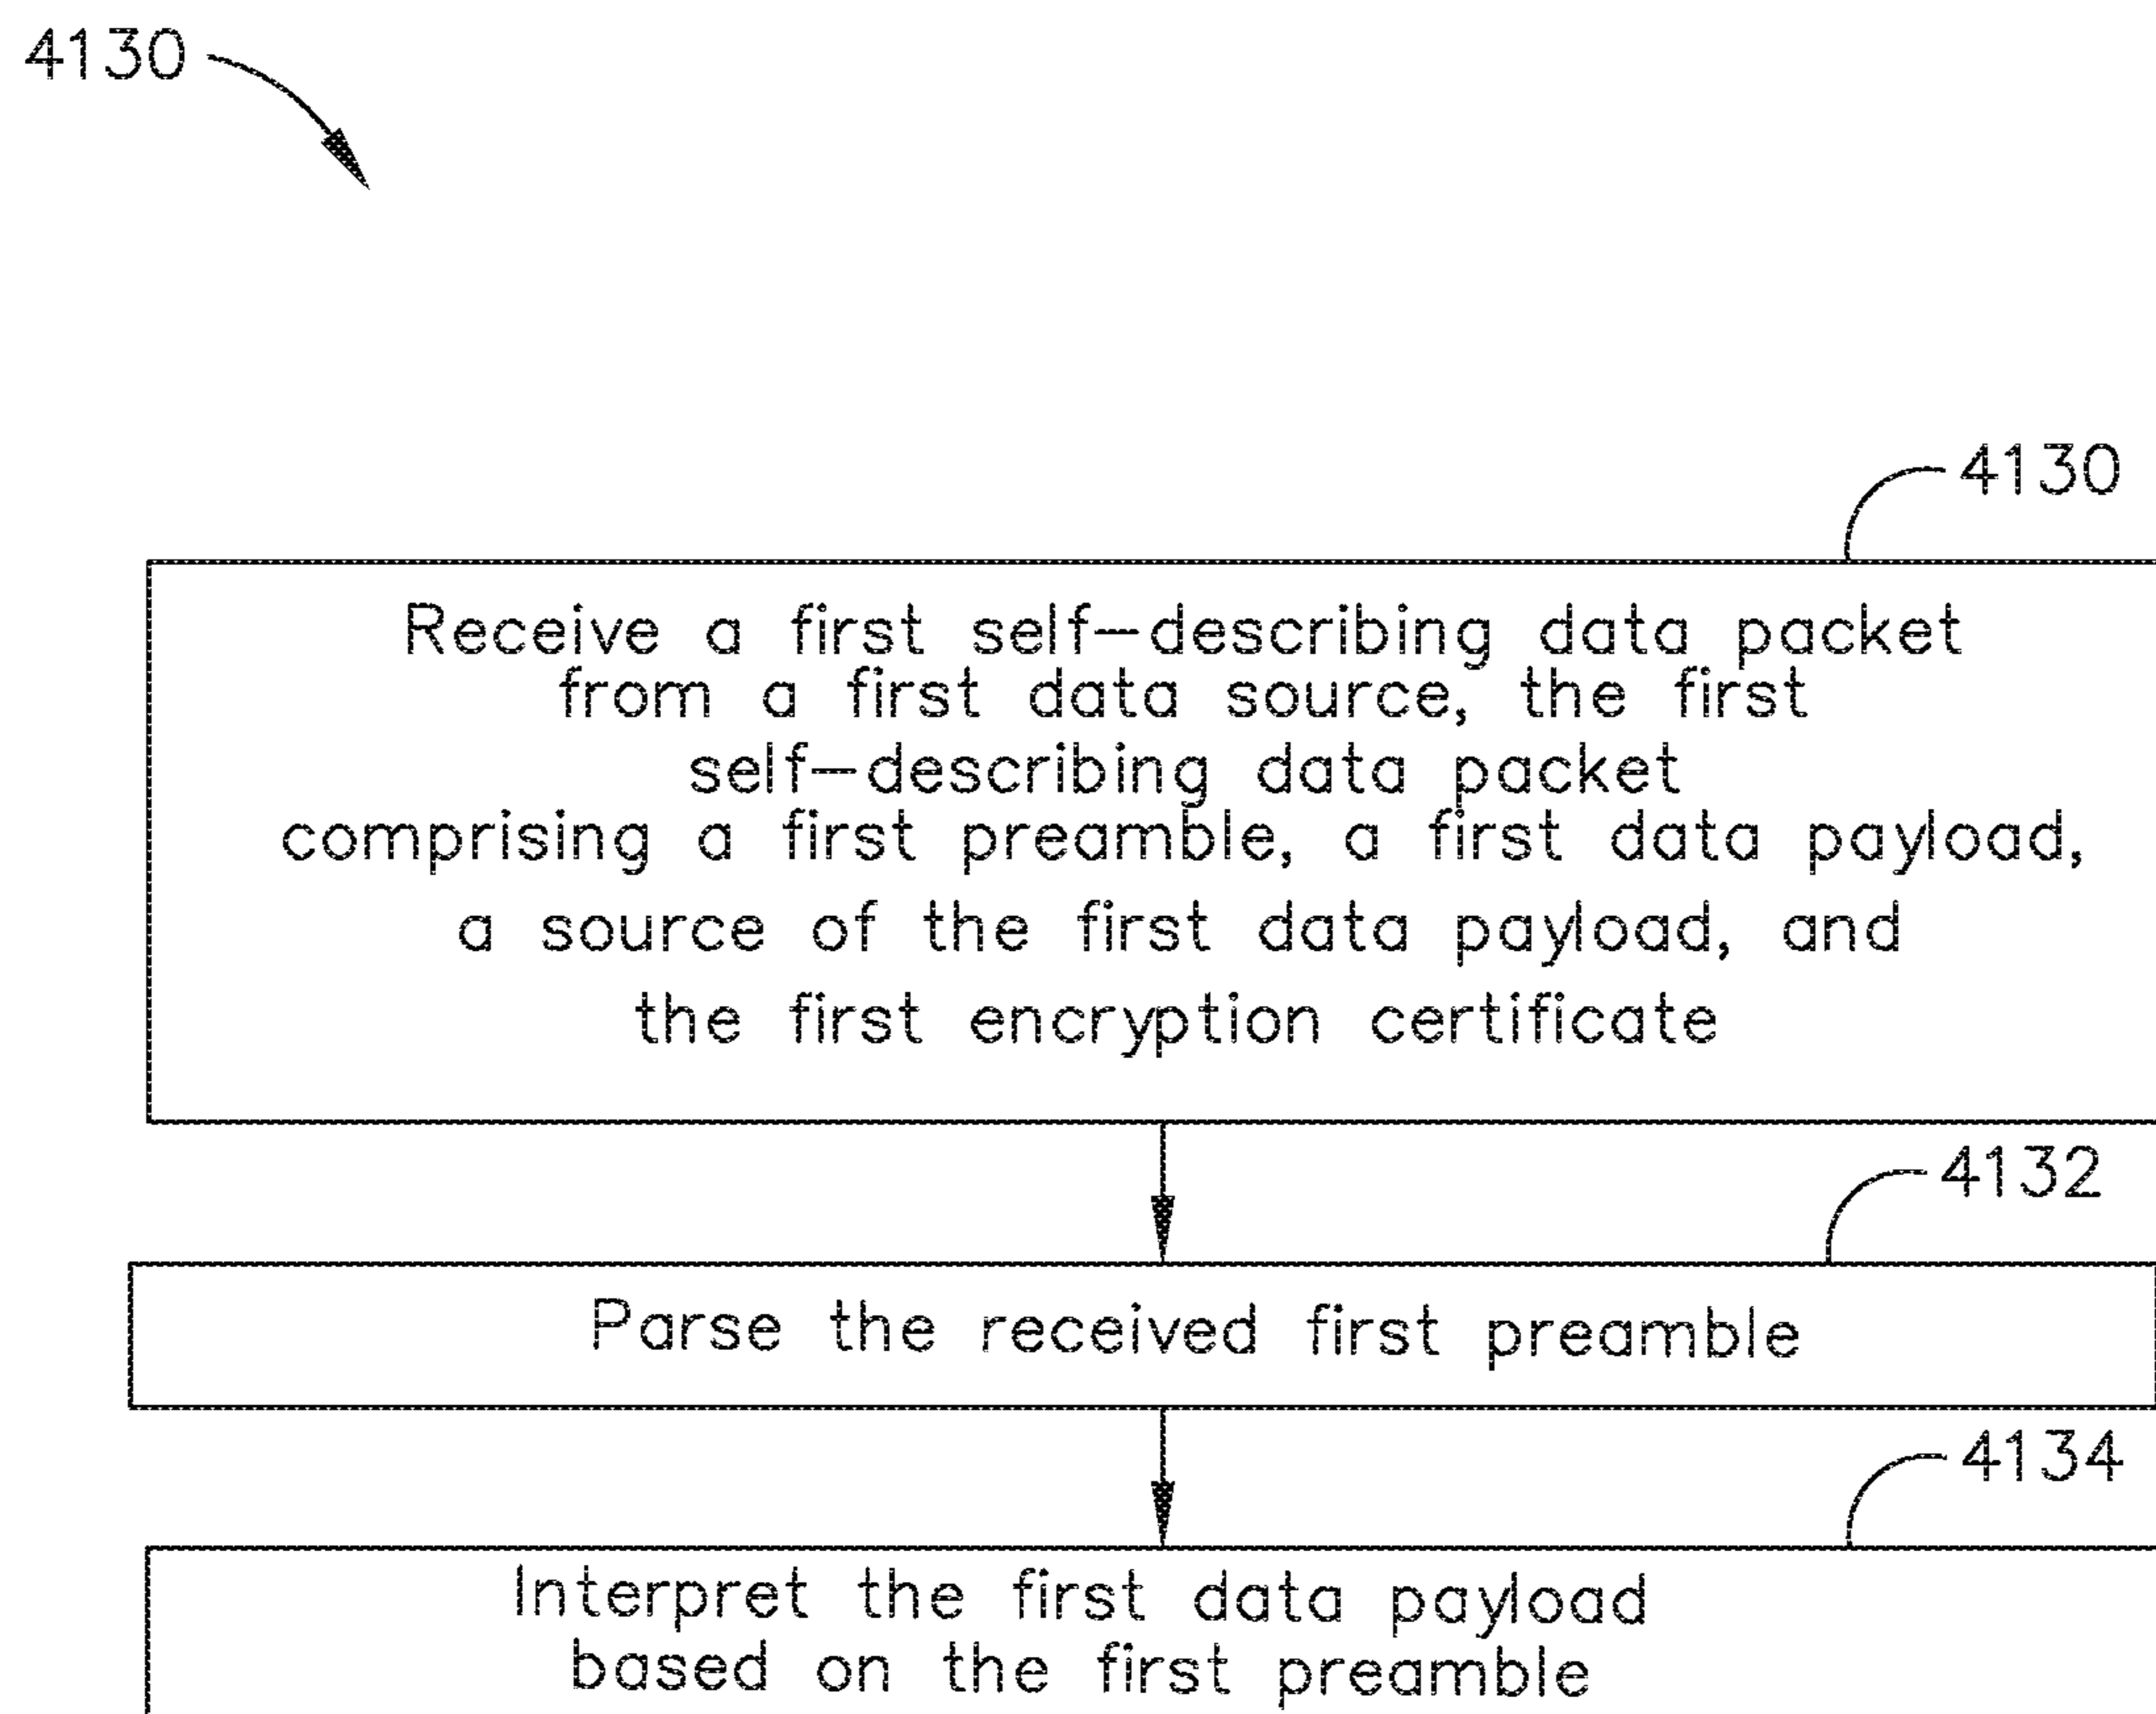 4130
4130
Receive a first self-describing data packet
from a first data source, the first
self-describing data packet
comprising a first preamble, a first data payload,
a source of the first data payload, and
the first encryption certificate
4132
Parse the received first preamble
4134
Interpret the first data payload
based on the first preamble